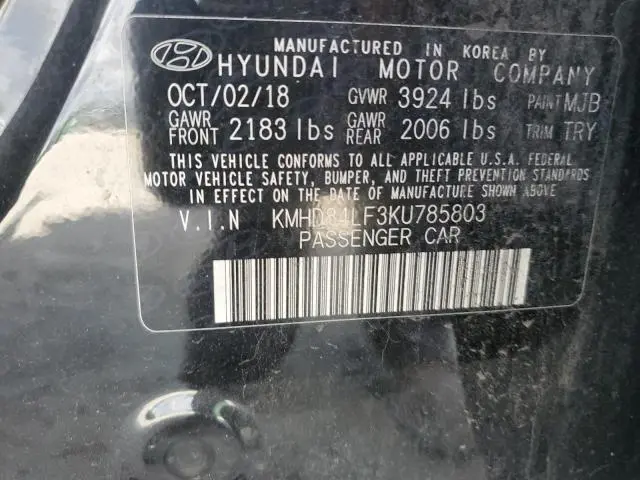 MANUFACTURED IN KOREA BY
HYUNDAI MOTOR COMPANY
OCT/02/18 GVWR 3924 lbs PAINT MJB
GAWR FRONT 2183 lbs GAWR REAR 2006 lbs TRIM TRY
THIS VEHICLE CONFORMS TO ALL APPLICABLE U.S.A. FEDERAL
MOTOR VEHICLE SAFETY, BUMPER, AND THEFT PREVENTION STANDARDS
IN EFFECT ON THE DATE OF MANUFACTURE SHOWN ABOVE.
V.I.N KMHD84LF3KU785803
PASSENGER CAR